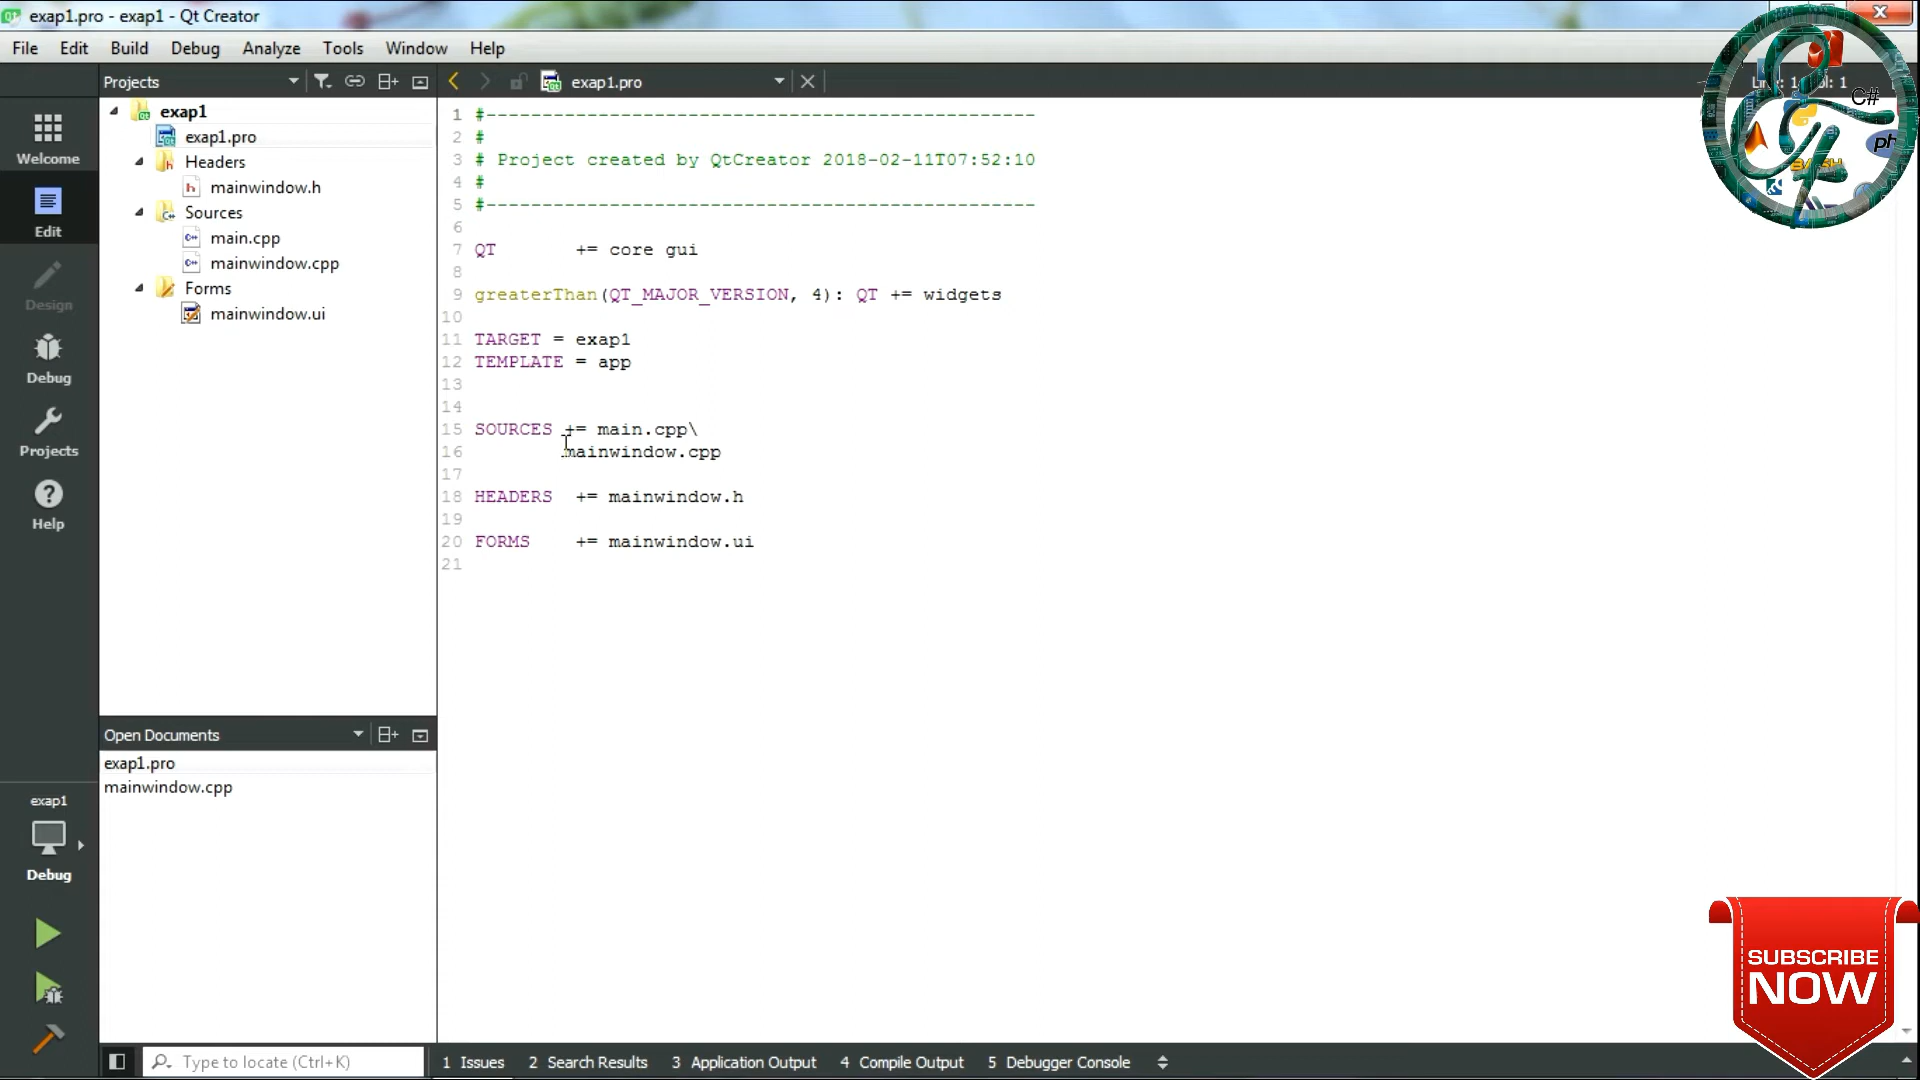 exap1.pro - exap1 - Qt Creator
File Edit Build Debug Analyze Tools Window Help
Projects
exap1.pro
exap1
exap1.pro
Headers
mainwindow.h
Sources
main.cpp
mainwindow.cpp
Forms
mainwindow.ui
Welcome
Edit
Design
Debug
Projects
Help
1 #-------------------------------------------------
2 #
3 # Project created by QtCreator 2018-02-11T07:52:10
4 #
5 #-------------------------------------------------
6
7 QT += core gui
8
9 greaterThan(QT_MAJOR_VERSION, 4): QT += widgets
10
11 TARGET = exap1
12 TEMPLATE = app
13
14
15 SOURCES += main.cpp\
16 mainwindow.cpp
17
18 HEADERS += mainwindow.h
19
20 FORMS += mainwindow.ui
21
C#
ph
Open Documents
exap1.pro
mainwindow.cpp
exap1
Debug
SUBSCRIBE
NOW
Type to locate (Ctrl+K)
1 Issues 2 Search Results 3 Application Output 4 Compile Output 5 Debugger Console